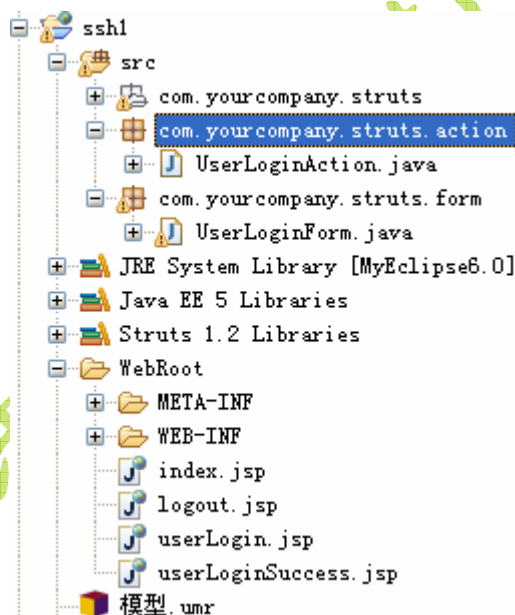 ssh1
src
com.yourcompany.struts
com.yourcompany.struts.action
UserLoginAction.java
com.yourcompany.struts.form
UserLoginForm.java
JRE System Library [MyEclipse6.0]
Java EE 5 Libraries
Struts 1.2 Libraries
WebRoot
META-INF
WEB-INF
index.jsp
logout.jsp
userLogin.jsp
userLoginSuccess.jsp
模型.umr